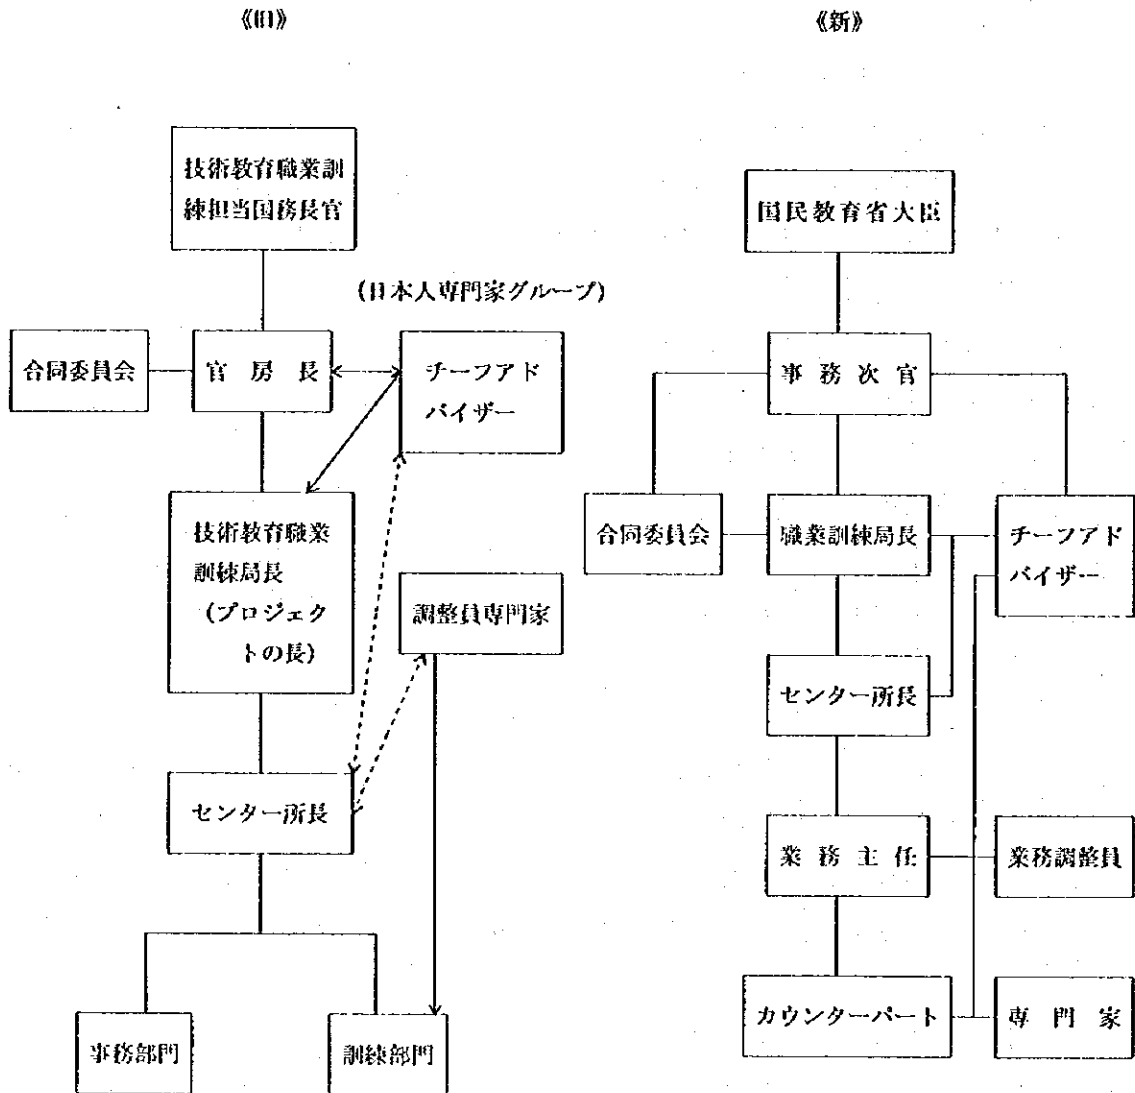 《旧》
技術教育職業訓
練担当国務長官
(日本人専門家グループ)
合同委員会
官房長
チーフアド
バイザー
技術教育職業
訓練局長
(プロジェク
トの長)
調整員専門家
センター所長
事務部門
訓練部門
《新》
国民教育省大臣
事務次官
合同委員会
職業訓練局長
チーフアド
バイザー
センター所長
業務主任
業務調整員
カウンターパート
専門家